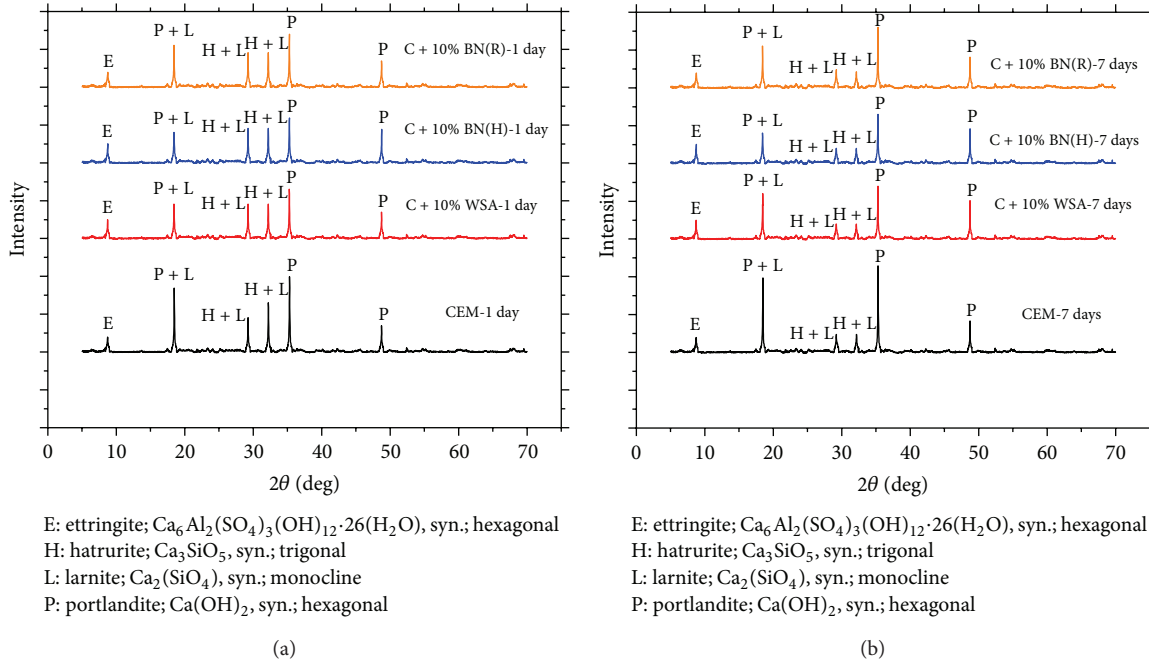 Intensity
P
P + L
H + L
H + L
C + 10% BN(R)-1 day
E
P
P
P + L
H + L
H + L
C + 10% BN(H)-1 day
E
P
P
P + L
H + L
H + L
C + 10% WSA-1 day
E
P
P
P + L
H + L
H + L
CEM-1 day
E
P
0 10 20 30 40 50 60 70
2θ (deg)
E: ettringite; Ca₆Al₂(SO₄)₃(OH)₁₂·26(H₂O), syn.; hexagonal
H: hatrurite; Ca₃SiO₅, syn.; trigonal
L: larnite; Ca₂(SiO₄), syn.; monocline
P: portlandite; Ca(OH)₂, syn.; hexagonal
(a)
Intensity
P
P + L
H + L
H + L
C + 10% BN(R)-7 days
E
P
P
P + L
H + L
H + L
C + 10% BN(H)-7 days
E
P
P
P + L
H + L
H + L
C + 10% WSA-7 days
E
P
P
P + L
H + L
H + L
CEM-7 days
E
P
0 10 20 30 40 50 60 70
2θ (deg)
E: ettringite; Ca₆Al₂(SO₄)₃(OH)₁₂·26(H₂O), syn.; hexagonal
H: hatrurite; Ca₃SiO₅, syn.; trigonal
L: larnite; Ca₂(SiO₄), syn.; monocline
P: portlandite; Ca(OH)₂, syn.; hexagonal
(b)